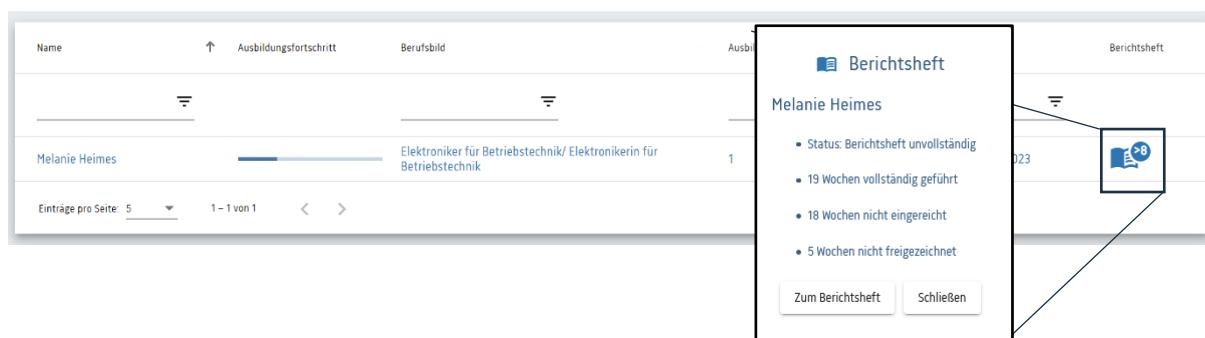 Name Ausbildungsfortschritt Berufsbild Berichtsheft
Berichtsheft
Melanie Heimes
Status: Berichtsheft unvollständig
19 Wochen vollständig geführt
18 Wochen nicht eingereicht
5 Wochen nicht freigezeichnet
Zum Berichtsheft Schließen
Melanie Heimes
Elektroniker für Betriebstechnik/ Elektronikerin für
Betriebstechnik
1
>8
Einträge pro Seite: 5 1 – 1 von 1